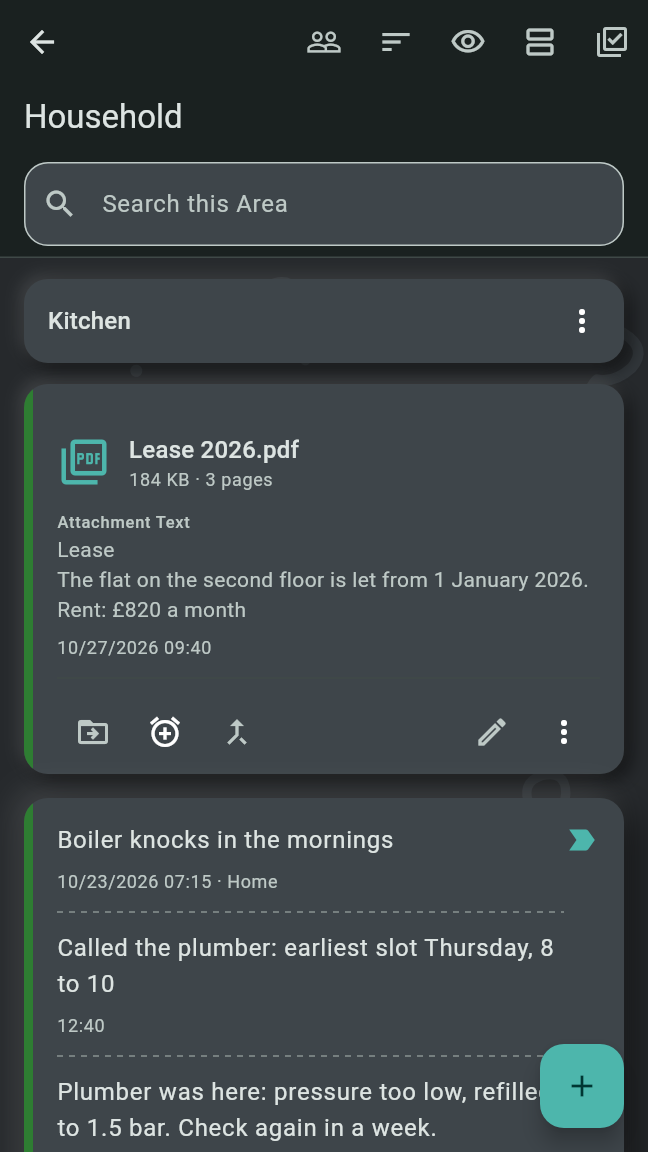 Household
Search this Area
Kitchen
PDF
Lease 2026.pdf
184 KB · 3 pages
Attachment Text
Lease
The flat on the second floor is let from 1 January 2026.
Rent: £820 a month
10/27/2026 09:40
Boiler knocks in the mornings
10/23/2026 07:15 · Home
Called the plumber: earliest slot Thursday, 8
to 10
12:40
Plumber was here: pressure too low,
to 1.5 bar. Check again in a week.